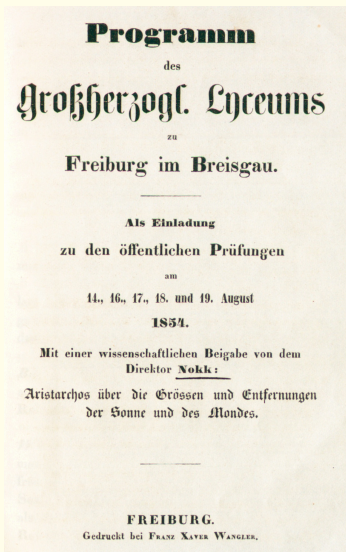 Programm
des
Großherzogl. Lyceums
zu
Freiburg im Breisgau.
Als Einladung
zu den öffentlichen Prüfungen
am
14., 16., 17., 18. und 19. August
1854.
Mit einer wissenschaftlichen Beigabe von dem
Direktor Nokk:
Aristarchos über die Grössen und Entfernungen
der Sonne und des Mondes.
FREIBURG.
Gedruckt bei FRANZ XAVER WANGLER.